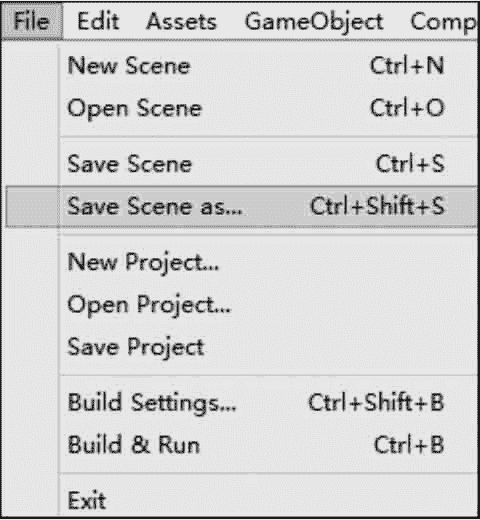 File Edit Assets GameObject Comp
New Scene Ctrl+N
Open Scene Ctrl+O
Save Scene Ctrl+S
Save Scene as... Ctrl+Shift+S
New Project...
Open Project...
Save Project
Build Settings... Ctrl+Shift+B
Build & Run Ctrl+B
Exit